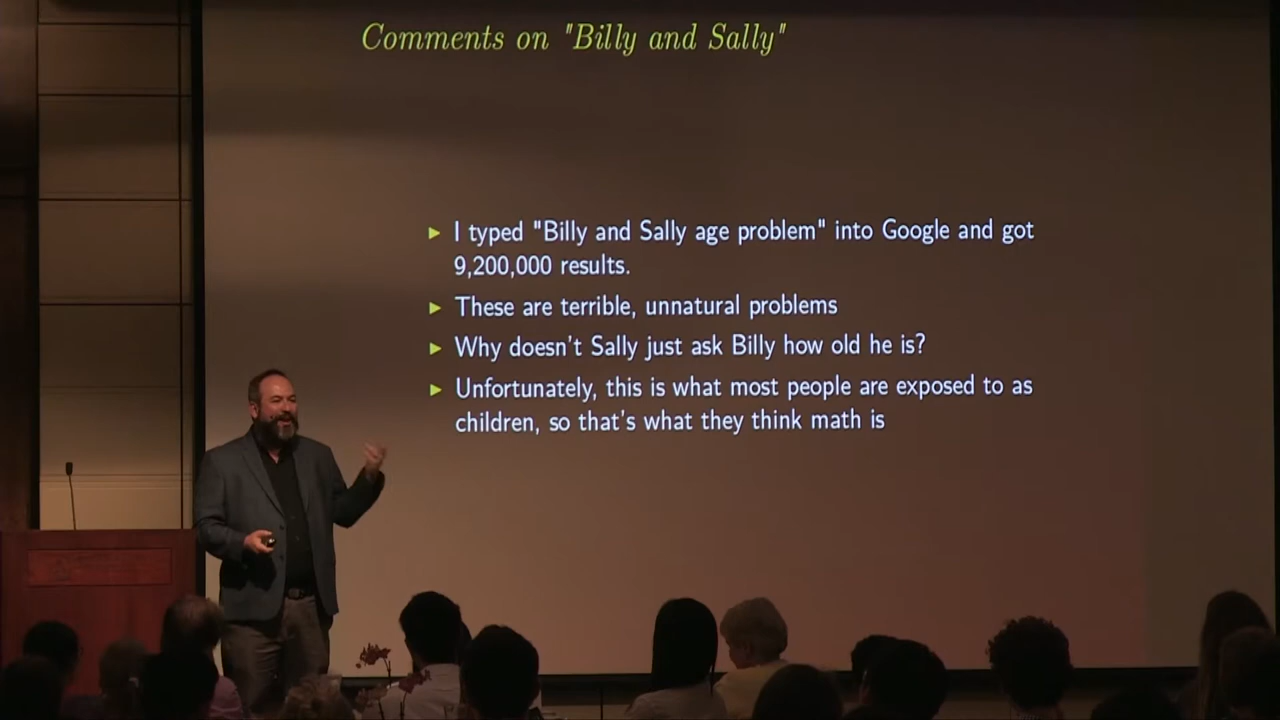 Comments on "Billy and Sally"
► I typed "Billy and Sally age problem" into Google and got
9,200,000 results.
► These are terrible, unnatural problems
► Why doesn't Sally just ask Billy how old he is?
► Unfortunately, this is what most people are exposed to as
children, so that's what they think math is